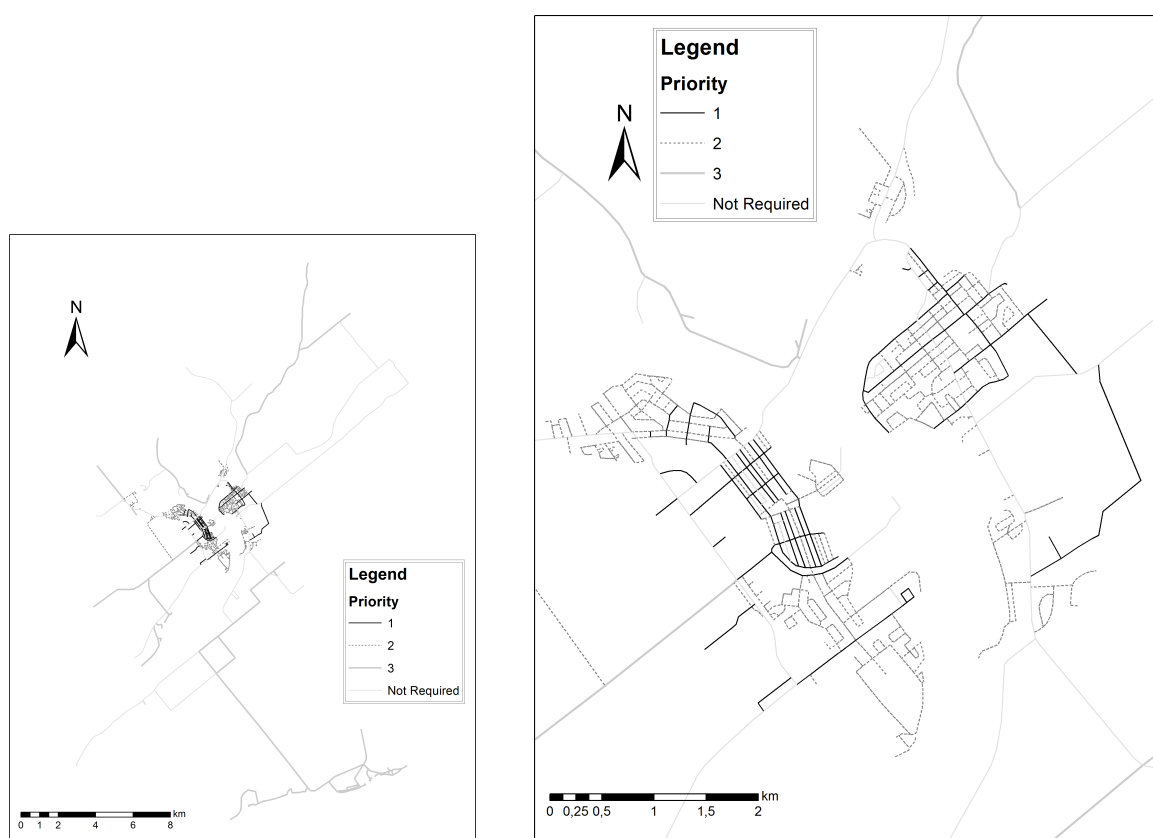 N
Legend
Priority
1
2
3
Not Required
0 1 2 4 6 8 km
N
Legend
Priority
1
2
3
Not Required
0 0,25 0,5 1 1,5 2 km